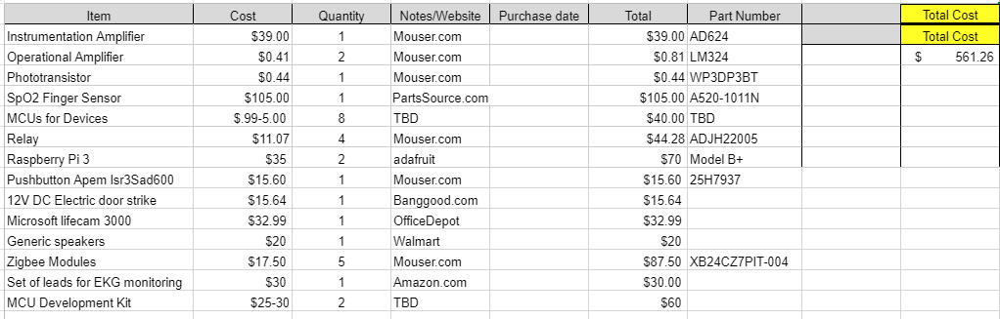 Item Cost Quantity Notes/Website Purchase date Total Part Number Total Cost
Instrumentation Amplifier $39.00 1 Mouser.com $39.00 AD624 Total Cost
Operational Amplifier $0.41 2 Mouser.com $0.81 LM324 $ 561.26
Phototransistor $0.44 1 Mouser.com $0.44 WP3DP3BT
SpO2 Finger Sensor $105.00 1 PartsSource.com $105.00 A520-1011N
MCUs for Devices $.99-5.00 8 TBD $40.00 TBD
Relay $11.07 4 Mouser.com $44.28 ADJH22005
Raspberry Pi 3 $35 2 adafruit $70 Model B+
Pushbutton Apem Isr3Sad600 $15.60 1 Mouser.com $15.60 25H7937
12V DC Electric door strike $15.64 1 Banggood.com $15.64
Microsoft lifecam 3000 $32.99 1 OfficeDepot $32.99
Generic speakers $20 1 Walmart $20
Zigbee Modules $17.50 5 Mouser.com $87.50 XB24CZ7PIT-004
Set of leads for EKG monitoring $30 1 Amazon.com $30.00
MCU Development Kit $25-30 2 TBD $60